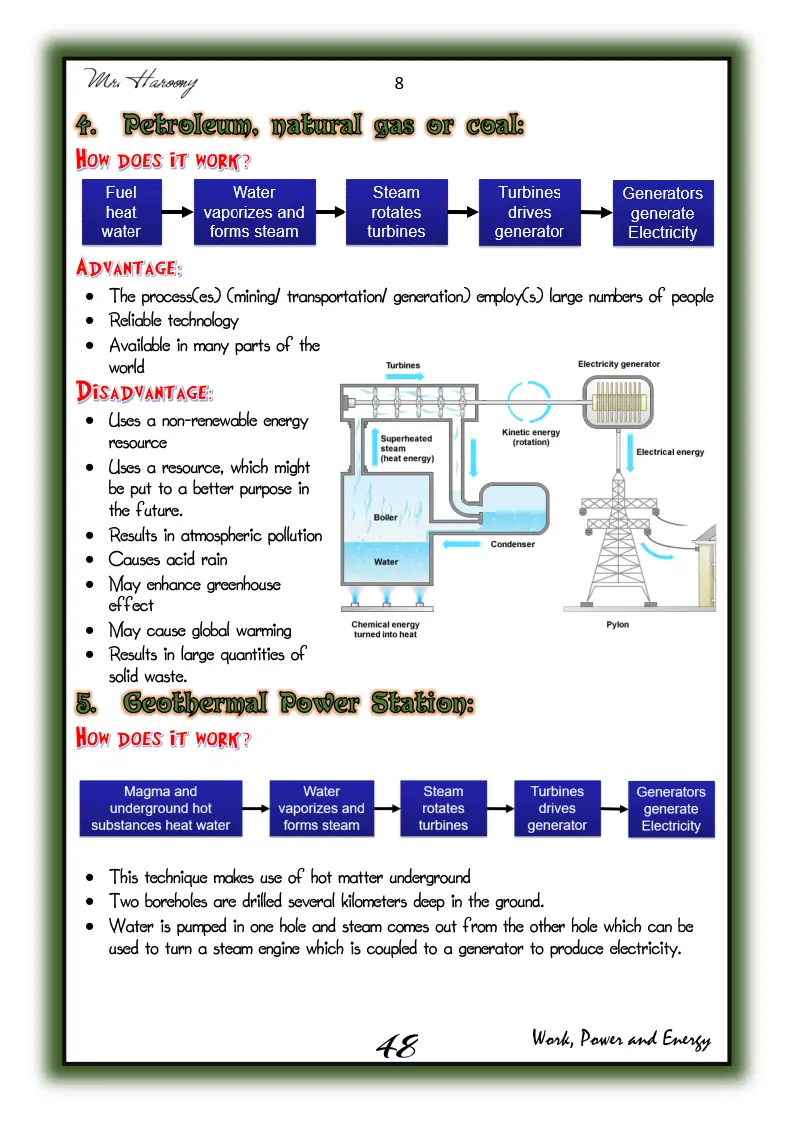 Mr. Haroony
8
4. Petroleum, natural gas or coal:
How does it work?
Fuel
heat
water
Water
vaporizes and
forms steam
Steam
rotates
turbines
Turbines
drives
generator
Generators
generate
Electricity
Advantage:
• The process(es) (mining/ transportation/ generation) employ(s) large numbers of people
• Reliable technology
• Available in many parts of the
world
Disadvantage:
• Uses a non-renewable energy
resource
• Uses a resource, which might
be put to a better purpose in
the future.
• Results in atmospheric pollution
• Causes acid rain
• May enhance greenhouse
effect
• May cause global warming
• Results in large quantities of
solid waste.
Turbines
Electricity generator
Kinetic energy
(rotation)
Superheated
steam
(heat energy)
Electrical energy
Boiler
Condenser
Water
Chemical energy
turned into heat
Pylon
5. Geothermal Power Station:
How does it work?
Magma and
underground hot
substances heat water
Water
vaporizes and
forms steam
Steam
rotates
turbines
Turbines
drives
generator
Generators
generate
Electricity
• This technique makes use of hot matter underground
• Two boreholes are drilled several kilometers deep in the ground.
• Water is pumped in one hole and steam comes out from the other hole which can be
used to turn a steam engine which is coupled to a generator to produce electricity.
48
Work, Power and Energy